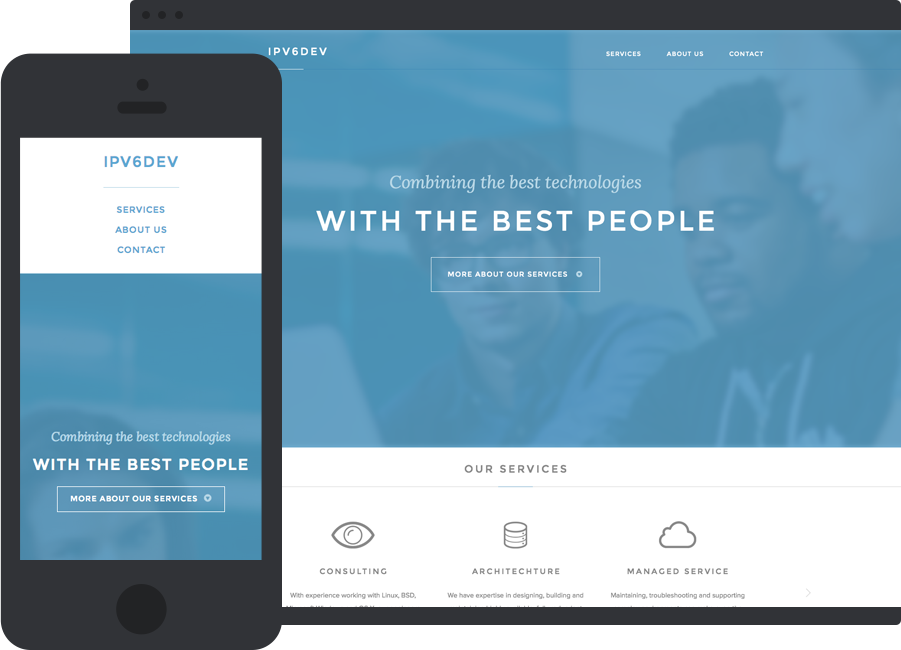 IPV6DEV
SERVICES ABOUT US CONTACT
Combining the best technologies
WITH THE BEST PEOPLE
MORE ABOUT OUR SERVICES
OUR SERVICES
CONSULTING
With experience working with Linux, BSD,
ARCHITECHTURE
We have expertise in designing, building and
MANAGED SERVICE
Maintaining, troubleshooting and supporting
IPV6DEV
SERVICES
ABOUT US
CONTACT
Combining the best technologies
WITH THE BEST PEOPLE
MORE ABOUT OUR SERVICES